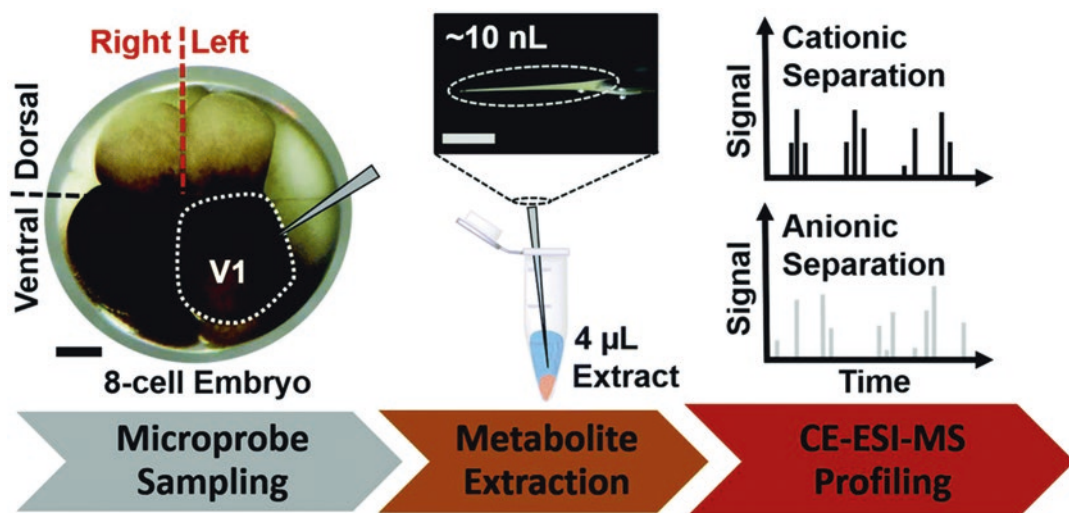 Right Left
Dorsal
Ventral
V1
8-cell Embryo
~10 nL
4 µL
Extract
Signal
Cationic
Separation
Signal
Anionic
Separation
Time
Microprobe
Sampling
Metabolite
Extraction
CE-ESI-MS
Profiling